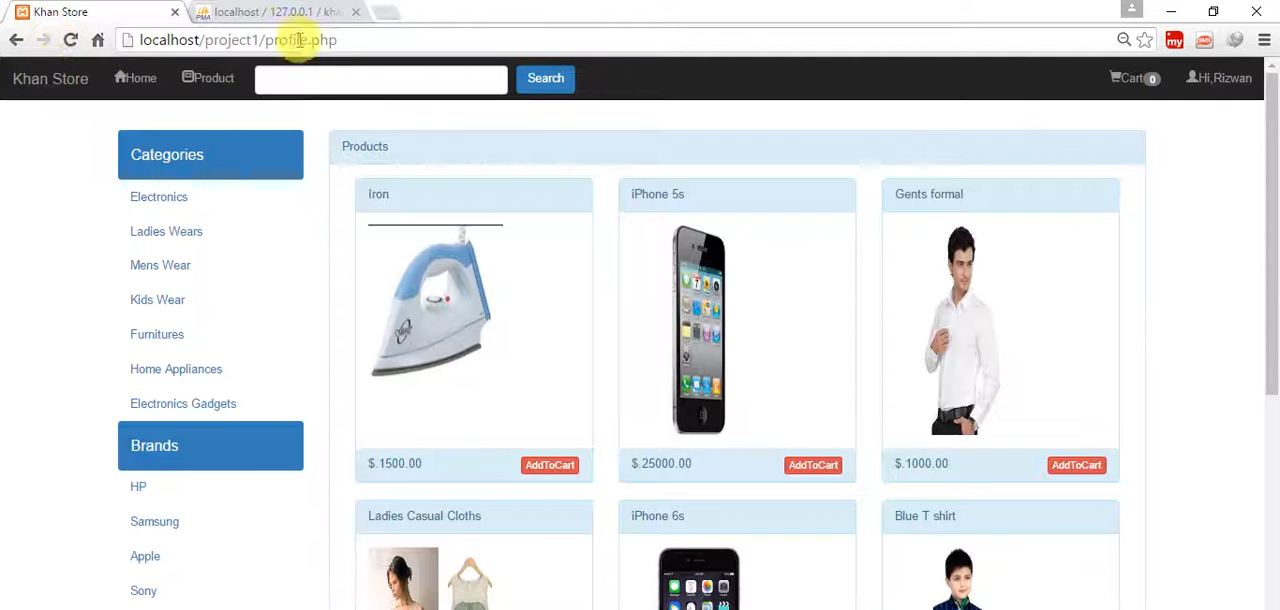 Khan Store
localhost / 127.0.0.1 / kha
localhost/project1/profile.php
Khan Store Home Product Search Cart 0 Hi,Rizwan
Categories
Electronics
Ladies Wears
Mens Wear
Kids Wear
Furnitures
Home Appliances
Electronics Gadgets
Brands
HP
Samsung
Apple
Sony
Products
Iron
$.1500.00 AddToCart
iPhone 5s
$.25000.00 AddToCart
Gents formal
$.1000.00 AddToCart
Ladies Casual Cloths
iPhone 6s
Blue T shirt